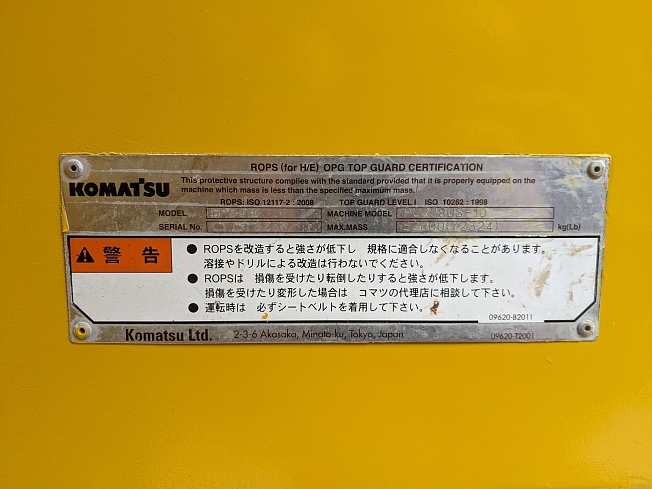 ROPS (for H/E) OPG TOP GUARD CERTIFICATION
KOMATSU
This protective structure complies with the standard provided that it is properly equipped on the
machine which mass is less than the specified maximum mass.
ROPS: ISO 12117-2 : 2008 TOP GUARD LEVEL I ISO 10262 : 1998
MODEL MACHINE MODEL
SERIAL No. MAX.MASS kg(Lb)
警告
● ROPSを改造すると強さが低下し 規格に適合しなくなることがあります。
溶接やドリルによる改造は行わないでください。
● ROPSは 損傷を受けたり転倒したりすると強さが低下します。
損傷を受けたり変形した場合は コマツの代理店に相談して下さい。
● 運転時は 必ずシートベルトを着用して下さい。
09620-B2011
Komatsu Ltd. 2-3-6 Akasaka, Minato-ku, Tokyo, Japan 09620-T2001